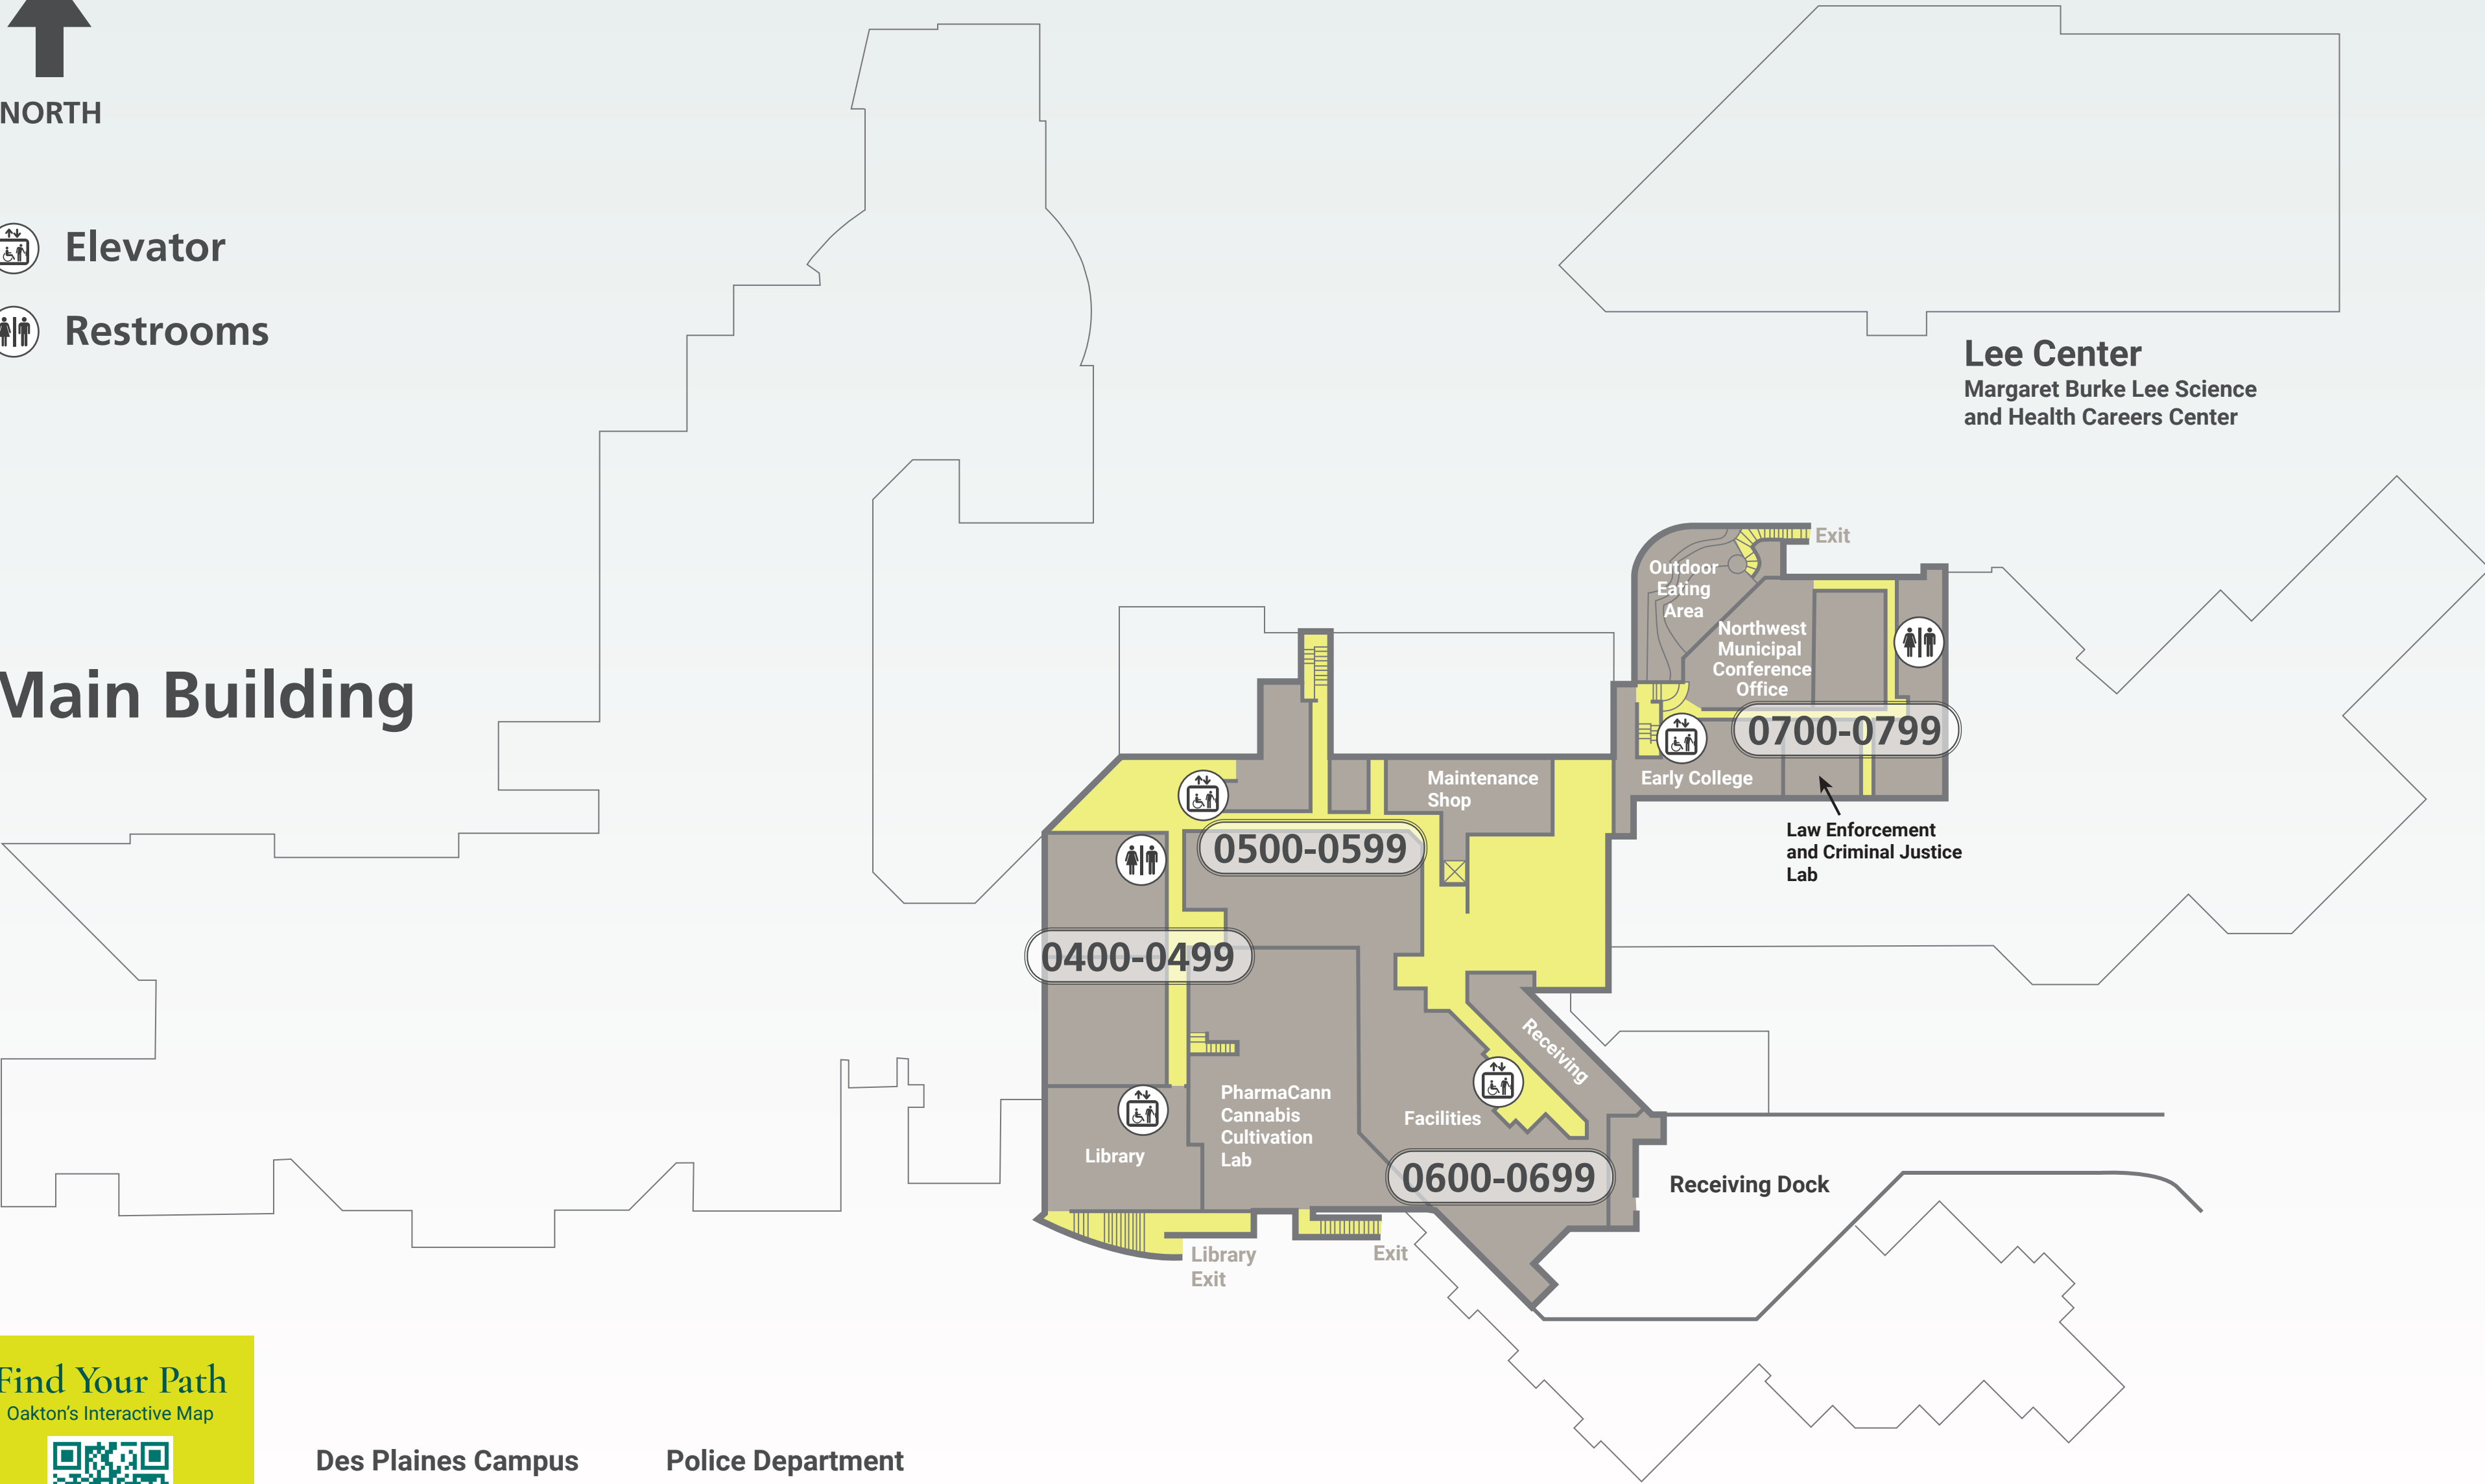 NORTH
Elevator
Restrooms
Main Building
Lee Center
Margaret Burke Lee Science
and Health Careers Center
Exit
Outdoor
Eating
Area
Northwest
Municipal
Conference
Office
0700-0799
Early College
Law Enforcement
and Criminal Justice
Lab
Maintenance
Shop
0500-0599
0400-0499
Receiving
PharmaCann
Cannabis
Cultivation
Lab
Facilities
Library
0600-0699
Receiving Dock
Library
Exit
Exit
Find Your Path
Oakton's Interactive Map
Des Plaines Campus
Police Department